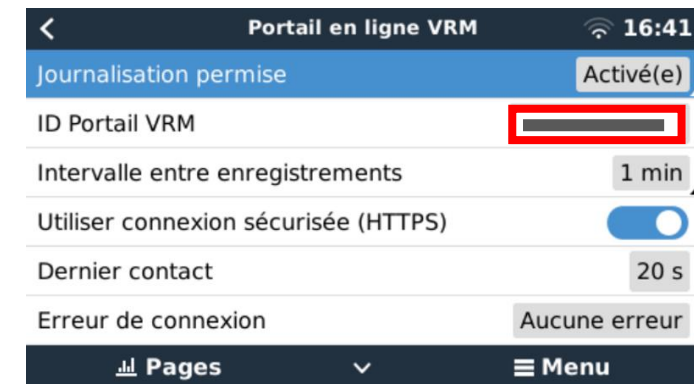 Portail en ligne VRM 16:41
Journalisation permise Activé(e)
ID Portail VRM
Intervalle entre enregistrements 1 min
Utiliser connexion sécurisée (HTTPS)
Dernier contact 20 s
Erreur de connexion Aucune erreur
Pages Menu